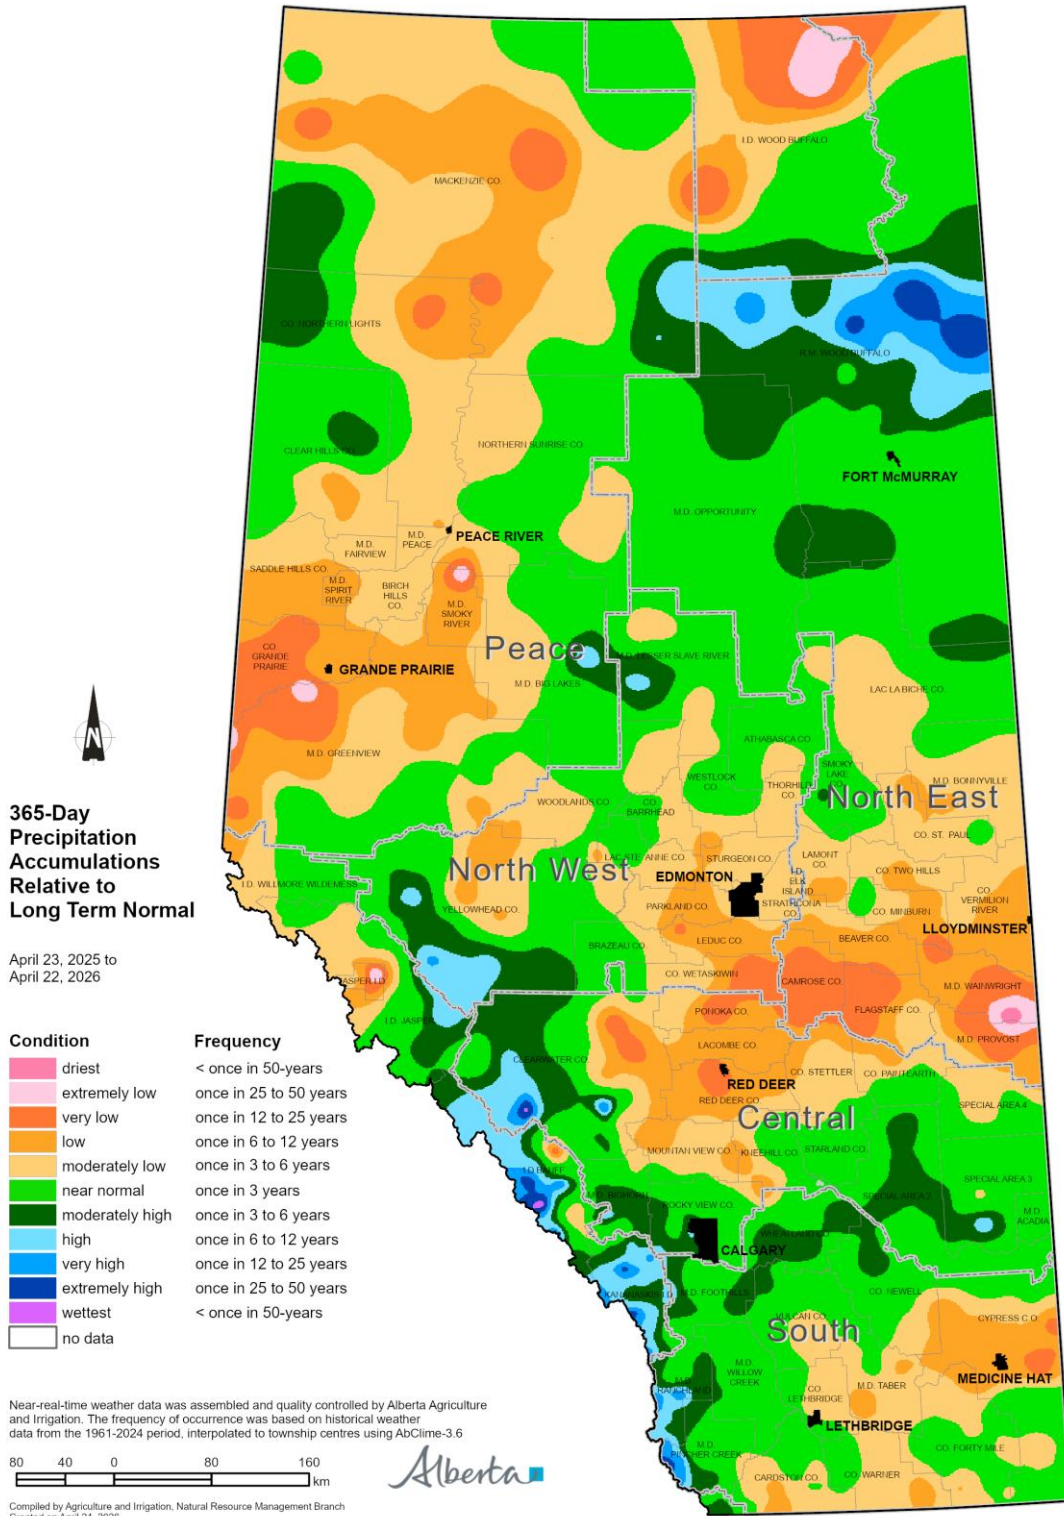 I.D. WOOD BUFFALO
MACKENZIE CO.
CO. NORTHERN LIGHTS
R.M. WOOD BUFFALO
CLEAR HILLS CO.
NORTHERN SUNRISE CO.
FORT McMURRAY
M.D. OPPORTUNITY
PEACE RIVER
M.D.
PEACE
M.D.
FAIRVIEW
SADDLE HILLS CO.
M.D.
SPIRIT
RIVER
BIRCH
HILLS
CO.
M.D.
SMOKY
RIVER
CO.
GRANDE
PRAIRIE
GRANDE PRAIRIE
Peace
M.D. LESSER SLAVE RIVER
M.D. BIG LAKES
LAC LA BICHE CO.
M.D. GREENVIEW
ATHABASCA CO.
WESTLOCK
CO.
THORHILD
CO.
SMOKY
LAKE
CO.
M.D. BONNYVILLE
North East
WOODLANDS CO.
CO.
BARRHEAD
CO. ST. PAUL
N
365-Day
Precipitation
Accumulations
Relative to
Long Term Normal
April 23, 2025 to
April 22, 2026
North West
LAC STE. ANNE CO.
STURGEON CO.
LAMONT
CO.
EDMONTON
I.D.
ELK
ISLAND
CO. TWO HILLS
I.D. WILLMORE WILDERNESS
YELLOWHEAD CO.
PARKLAND CO.
STRATHCONA
CO.
CO. MINBURN
CO.
VERMILION
RIVER
LLOYDMINSTER
BRAZEAU CO.
LEDUC CO.
BEAVER CO.
CO. WETASKIWIN
CAMROSE CO.
JASPER I.D.
M.D. WAINWRIGHT
I.D. JASPER
PONOKA CO.
FLAGSTAFF CO.
M.D. PROVOST
CLEARWATER CO.
LACOMBE CO.
CO. STETTLER
CO. PAINTEARTH
RED DEER
RED DEER CO.
SPECIAL AREA 4
Central
MOUNTAIN VIEW CO.
KNEEHILL CO.
STARLAND CO.
I.D BANFF
SPECIAL AREA 3
M.D. BIGHORN
ROCKY VIEW CO.
SPECIAL AREA 2
M.D.
ACADIA
WHEATLAND CO.
CALGARY
KANANASKIS I.D.
M.D. FOOTHILLS
CO. NEWELL
VULCAN CO.
South
CYPRESS C O.
M.D.
WILLOW
CREEK
M.D.
RANCHLAND
CO.
LETHBRIDGE
M.D. TABER
MEDICINE HAT
LETHBRIDGE
M.D.
PINCHER CREEK
CO. FORTY MILE
CARDSTON CO.
CO. WARNER
Condition Frequency
driest < once in 50-years
extremely low once in 25 to 50 years
very low once in 12 to 25 years
low once in 6 to 12 years
moderately low once in 3 to 6 years
near normal once in 3 years
moderately high once in 3 to 6 years
high once in 6 to 12 years
very high once in 12 to 25 years
extremely high once in 25 to 50 years
wettest < once in 50-years
no data
Near-real-time weather data was assembled and quality controlled by Alberta Agriculture
and Irrigation. The frequency of occurrence was based on historical weather
data from the 1961-2024 period, interpolated to township centres using AbClime-3.6
80 40 0 80 160
km
Alberta
Compiled by Agriculture and Irrigation, Natural Resource Management Branch